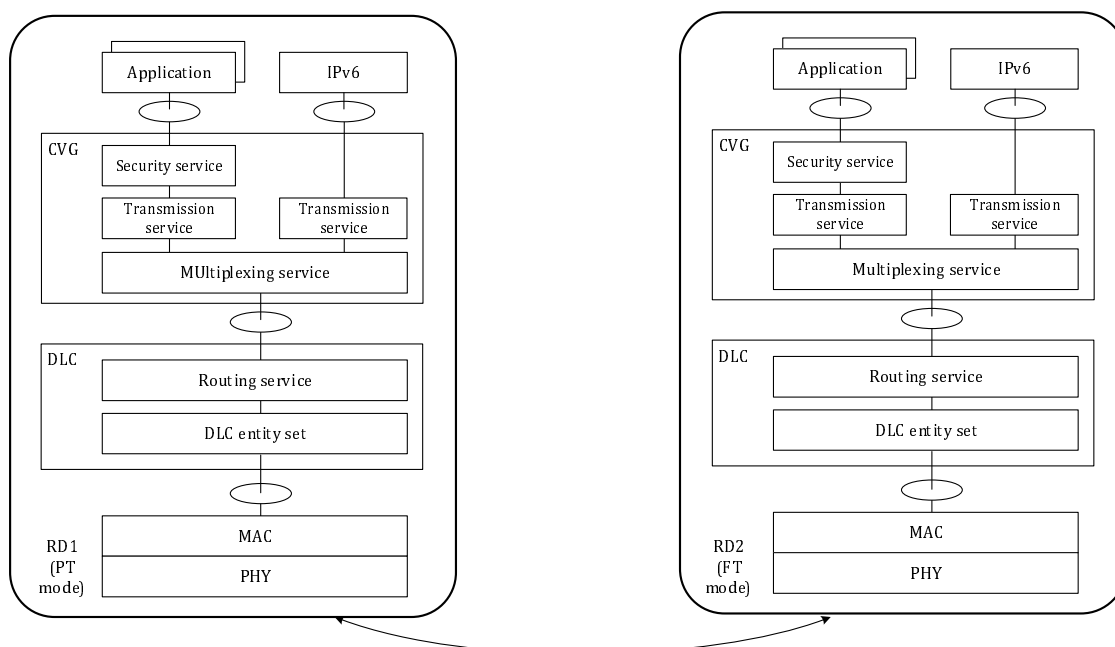 Application
IPv6
CVG
Security service
Transmission
service
Transmission
service
MUltiplexing service
DLC
Routing service
DLC entity set
MAC
PHY
RD1
(PT
mode)
Application
IPv6
CVG
Security service
Transmission
service
Transmission
service
Multiplexing service
DLC
Routing service
DLC entity set
MAC
PHY
RD2
(FT
mode)